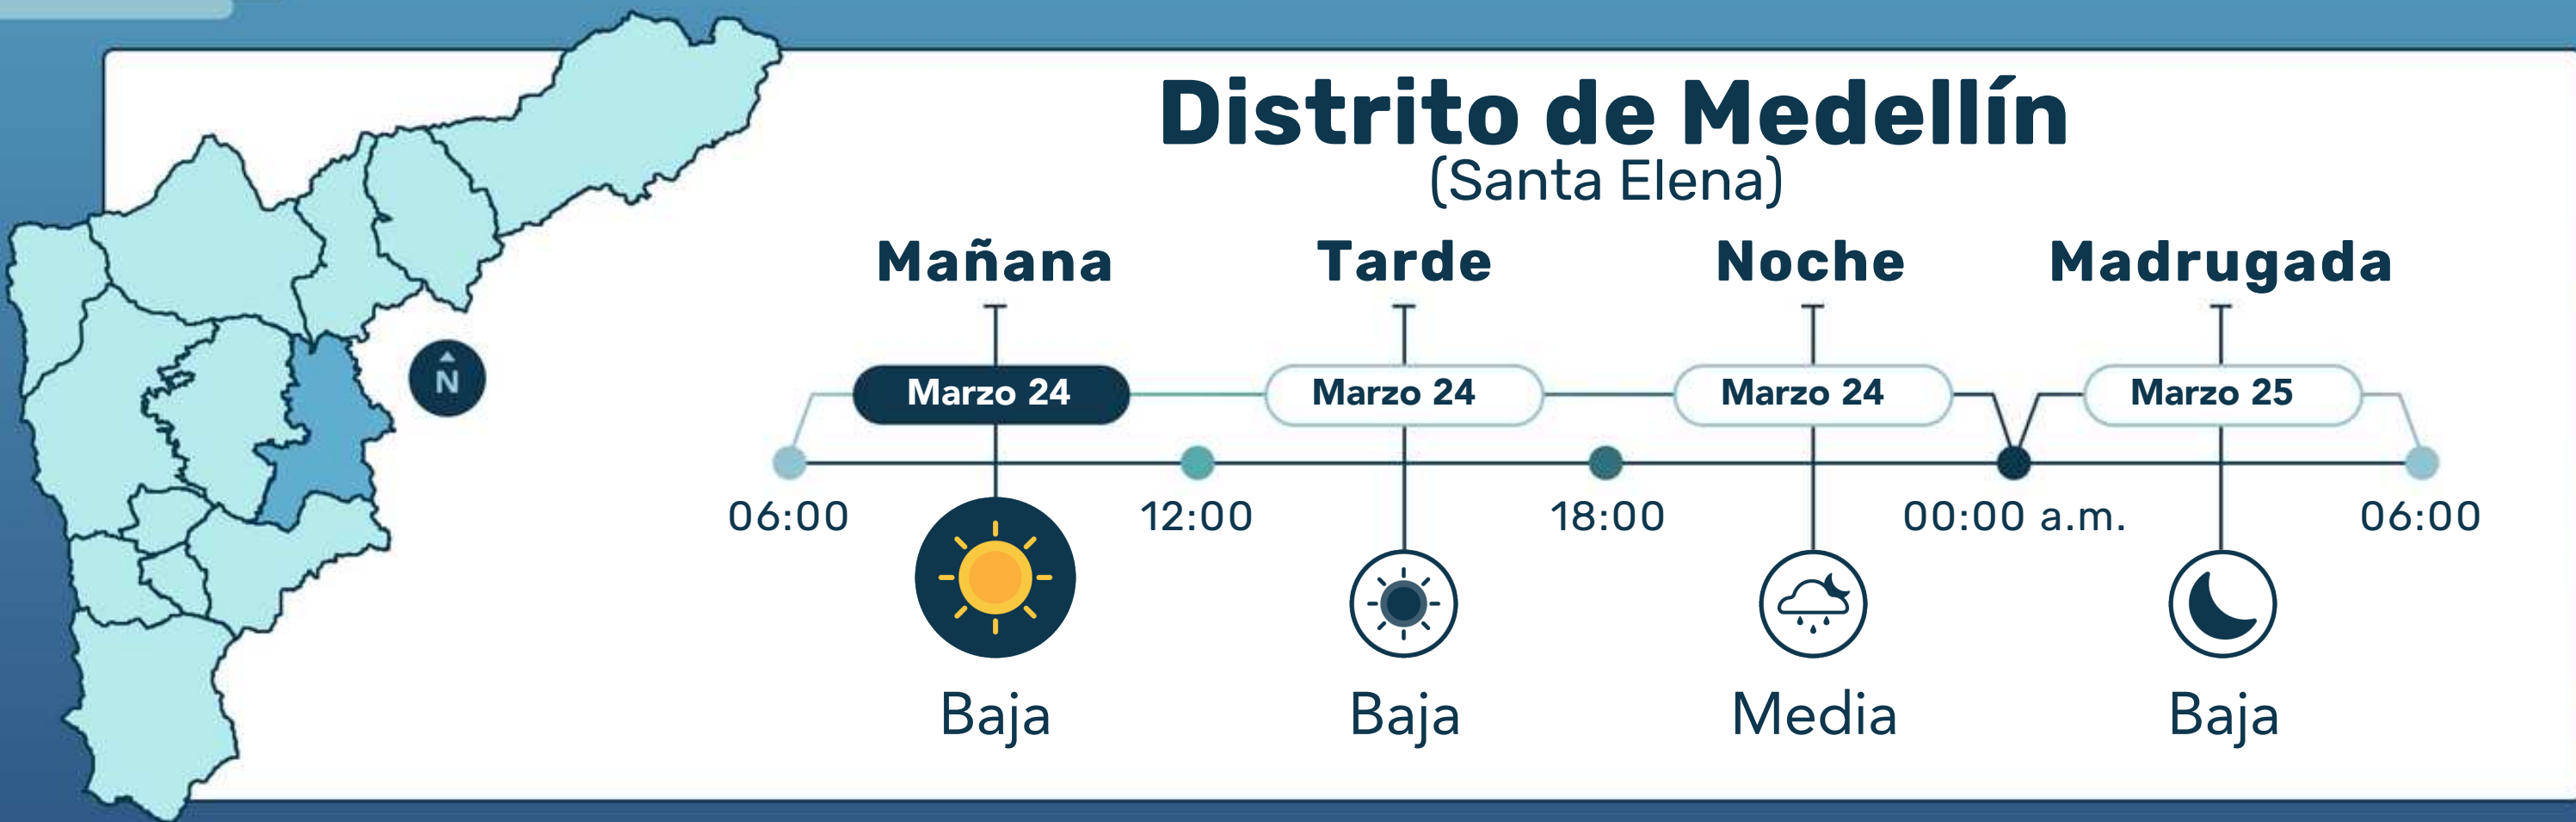 Distrito de Medellín
(Santa Elena)
Mañana Tarde Noche Madrugada
N
Marzo 24 Marzo 24 Marzo 24 Marzo 25
06:00 12:00 18:00 00:00 a.m. 06:00
Baja Baja Media Baja